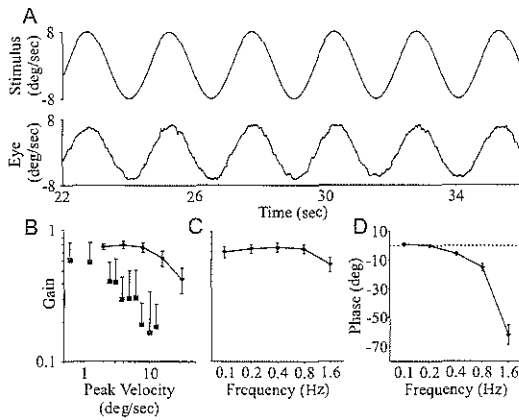 A
Stimulus
(deg/sec)
8
-8
Eye
(deg/sec)
8
-8
22
26
30
34
Time (sec)
B
Gain
1
0.1
1
10
Peak Velocity
(deg/sec)
C
0.1 0.2 0.4 0.8 1.6
Frequency (Hz)
D
Phase (deg)
-10
-30
-50
-70
0.1 0.2 0.4 0.8 1.6
Frequency (Hz)